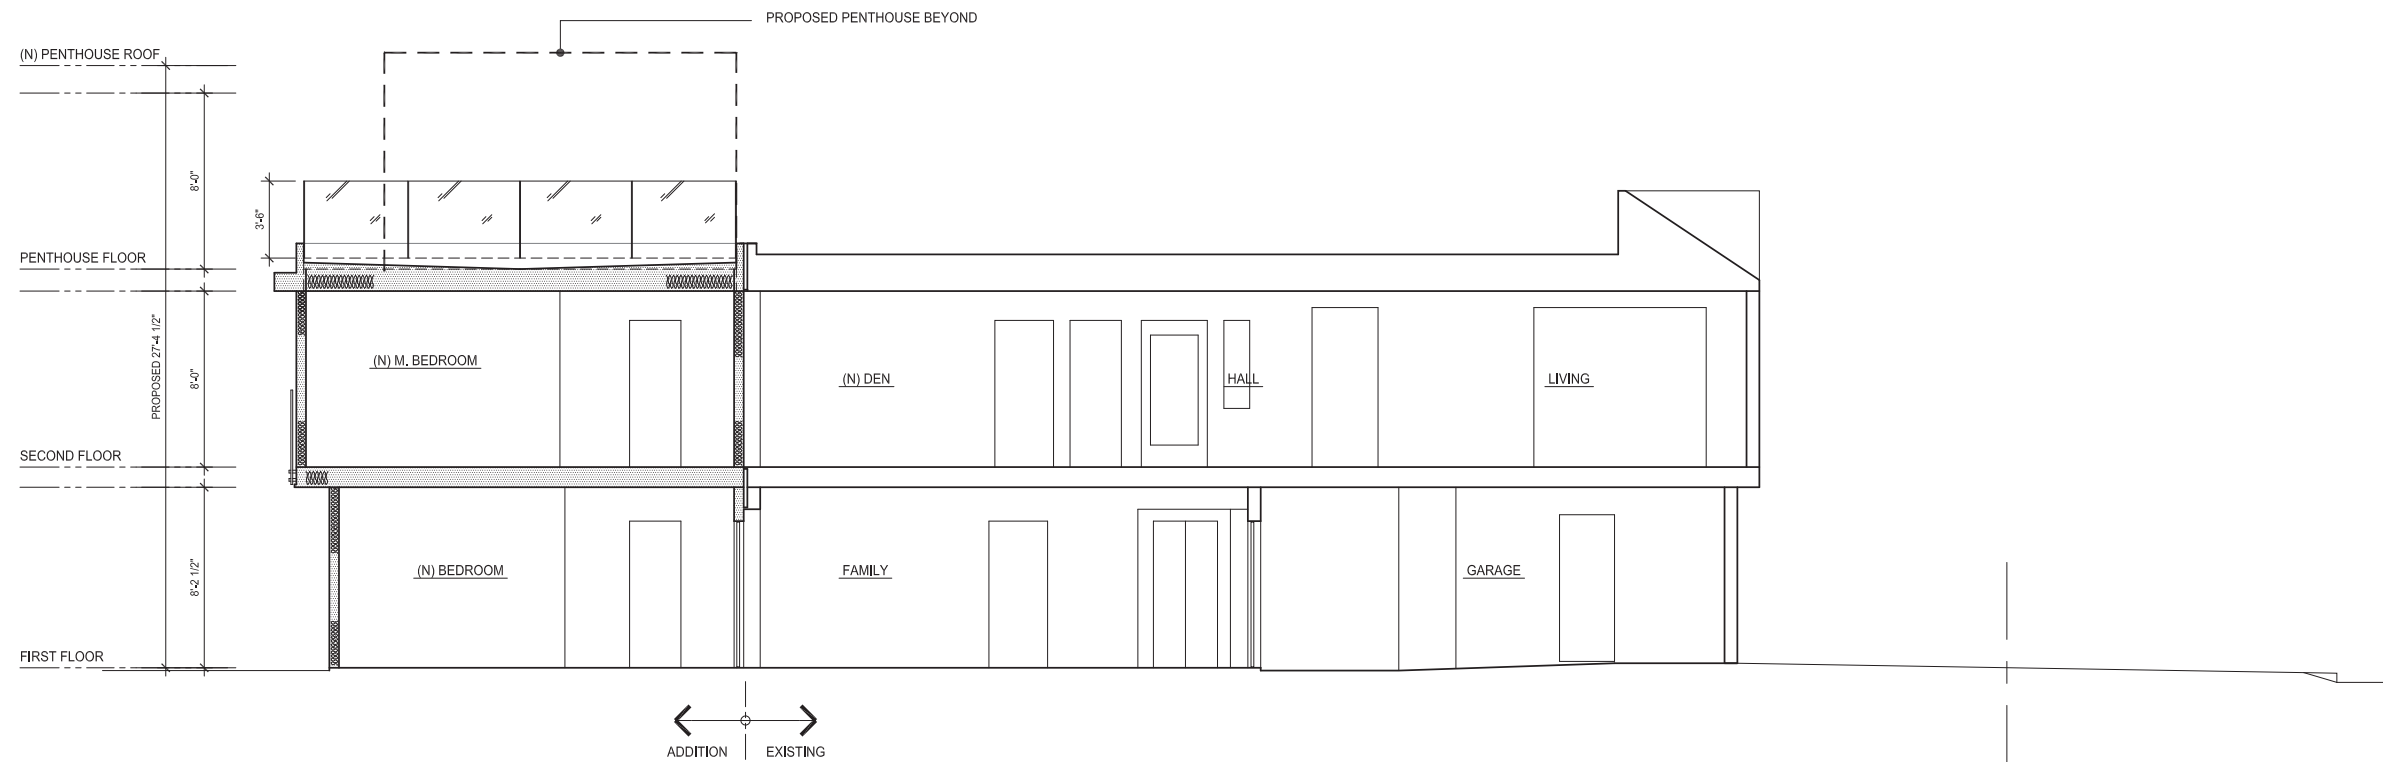 PROPOSED PENTHOUSE BEYOND
(N) PENTHOUSE ROOF
8'-0"
3'-6"
PENTHOUSE FLOOR
PROPOSED 27'-4 1/2"
8'-0"
(N) M. BEDROOM
(N) DEN
HALL
LIVING
SECOND FLOOR
8'-2 1/2"
(N) BEDROOM
FAMILY
GARAGE
FIRST FLOOR
ADDITION
EXISTING